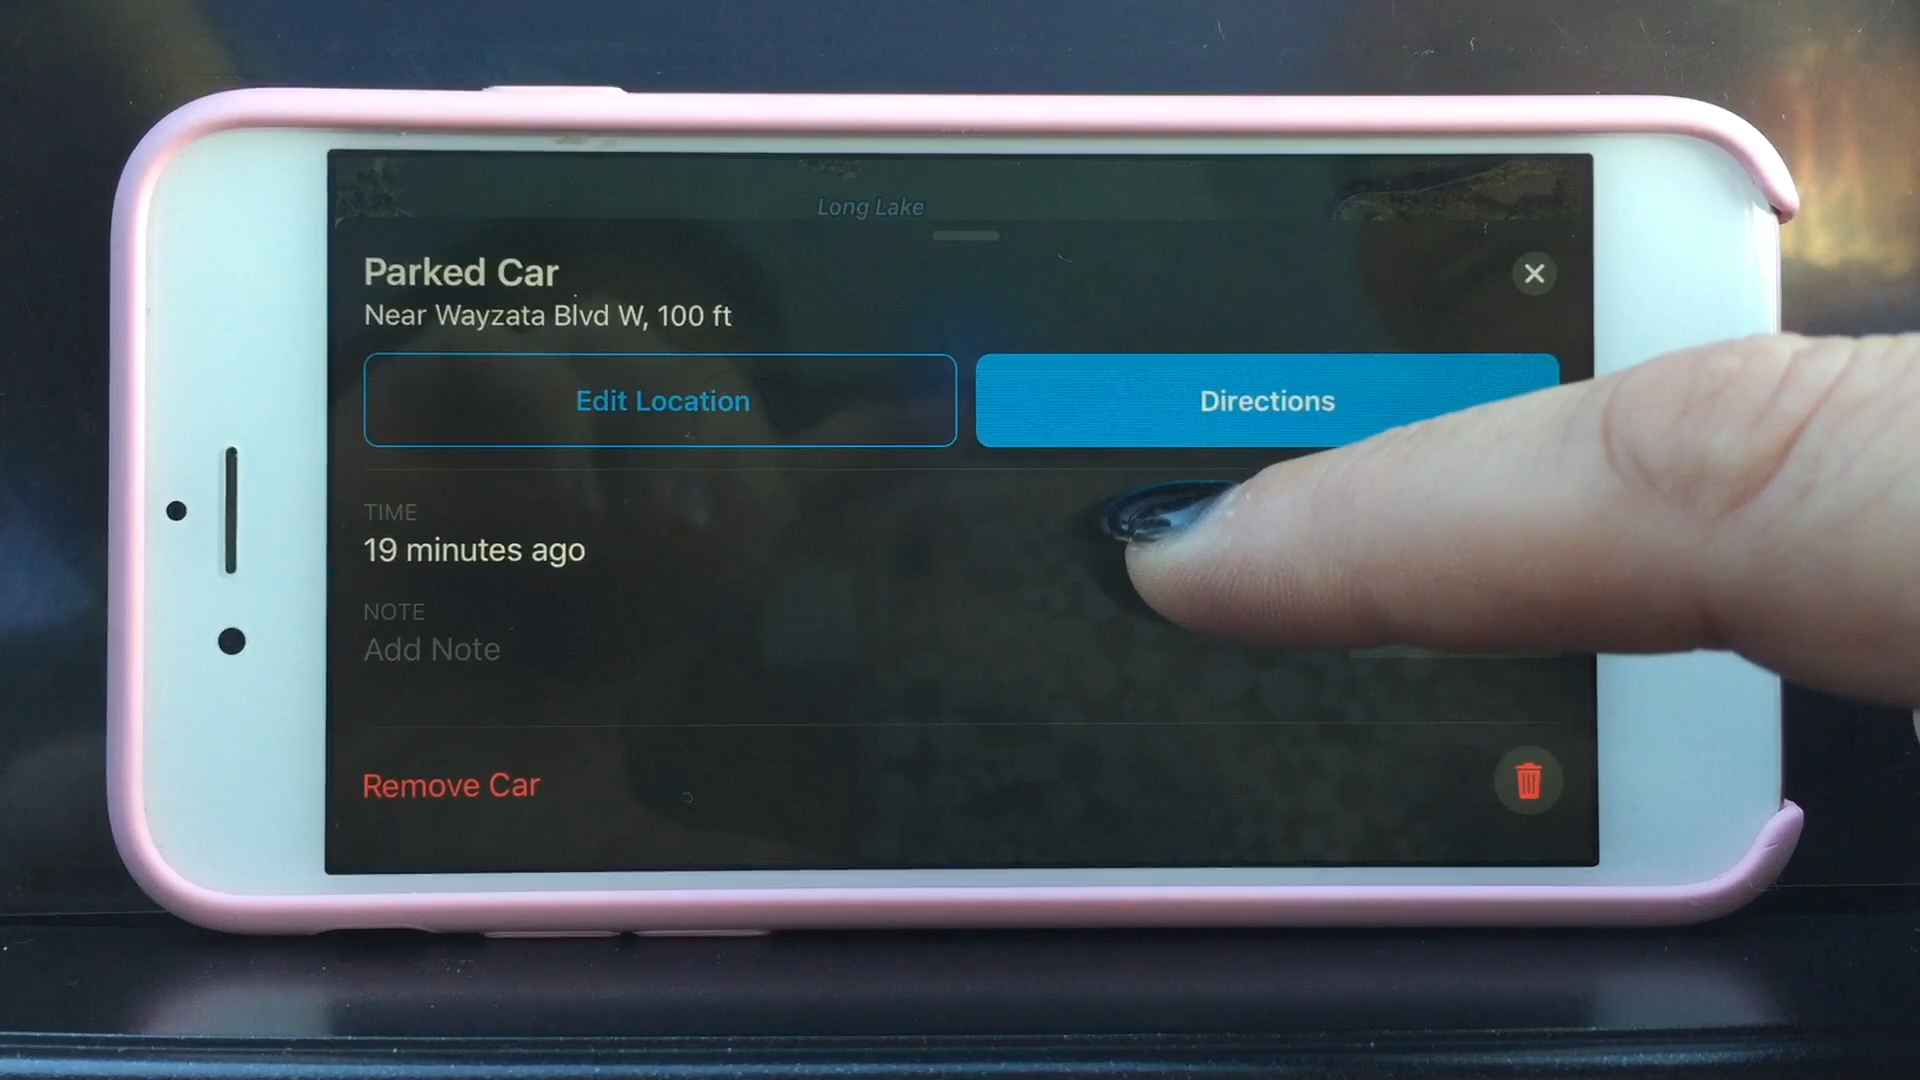 Long Lake
Parked Car
Near Wayzata Blvd W, 100 ft
Edit Location
Directions
TIME
19 minutes ago
NOTE
Add Note
Remove Car